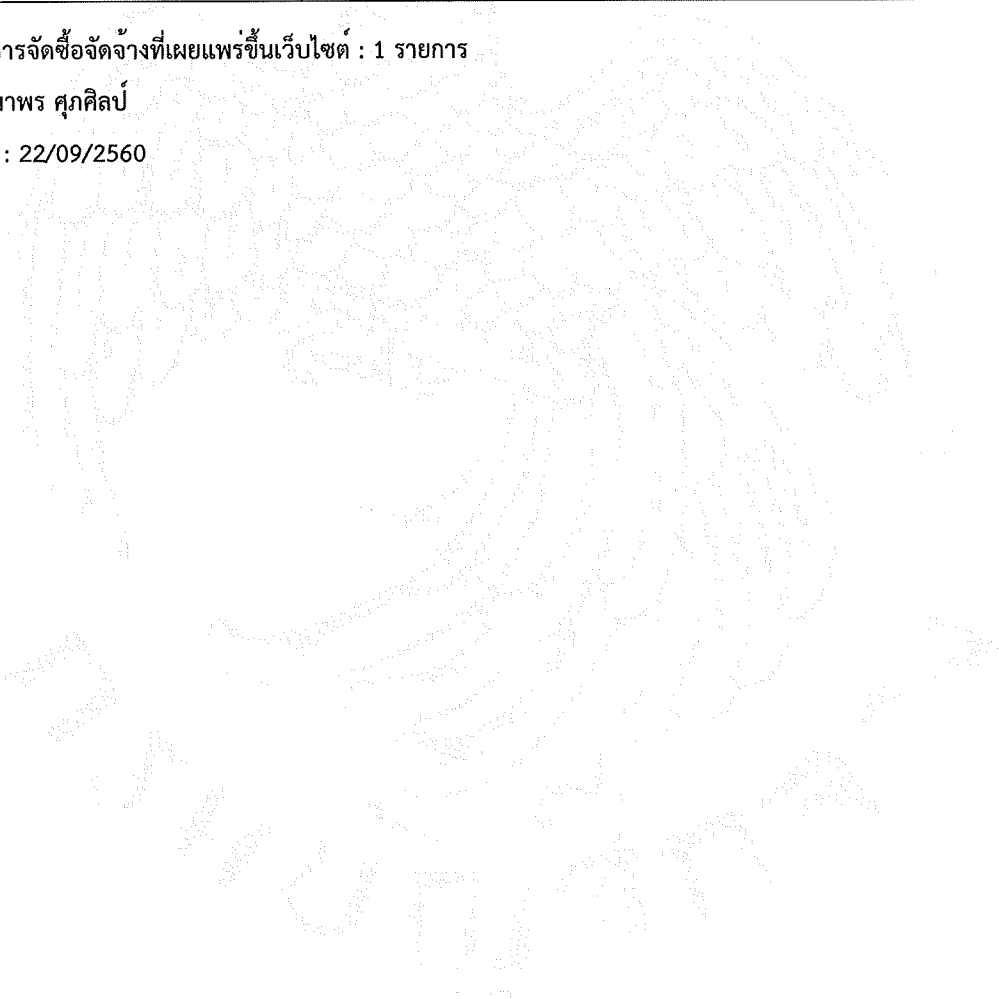 ารจัดซื้อจัดจ้างที่เผยแพร่ขึ้นเว็บไซต์ : 1 รายการ
าพร ศุภศิลป์
: 22/09/2560